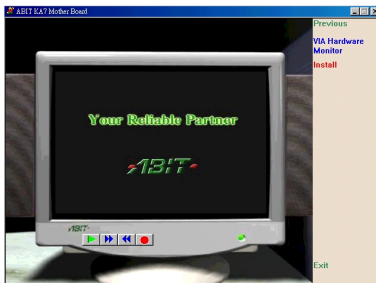 ABIT KA7 Mother Board
Previous
VIA Hardware
Monitor
Install
Your Reliable Partner
ABIT
ABIT
Exit